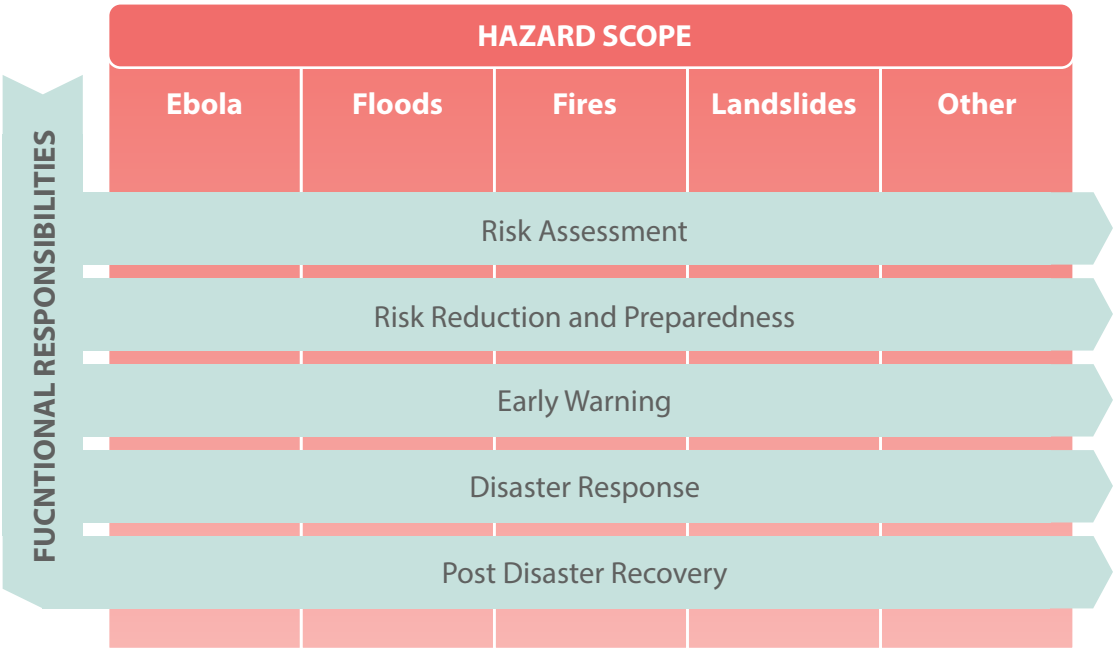 HAZARD SCOPE
Ebola
Floods
Fires
Landslides
Other
FUCNTIONAL RESPONSIBILITIES
Risk Assessment
Risk Reduction and Preparedness
Early Warning
Disaster Response
Post Disaster Recovery